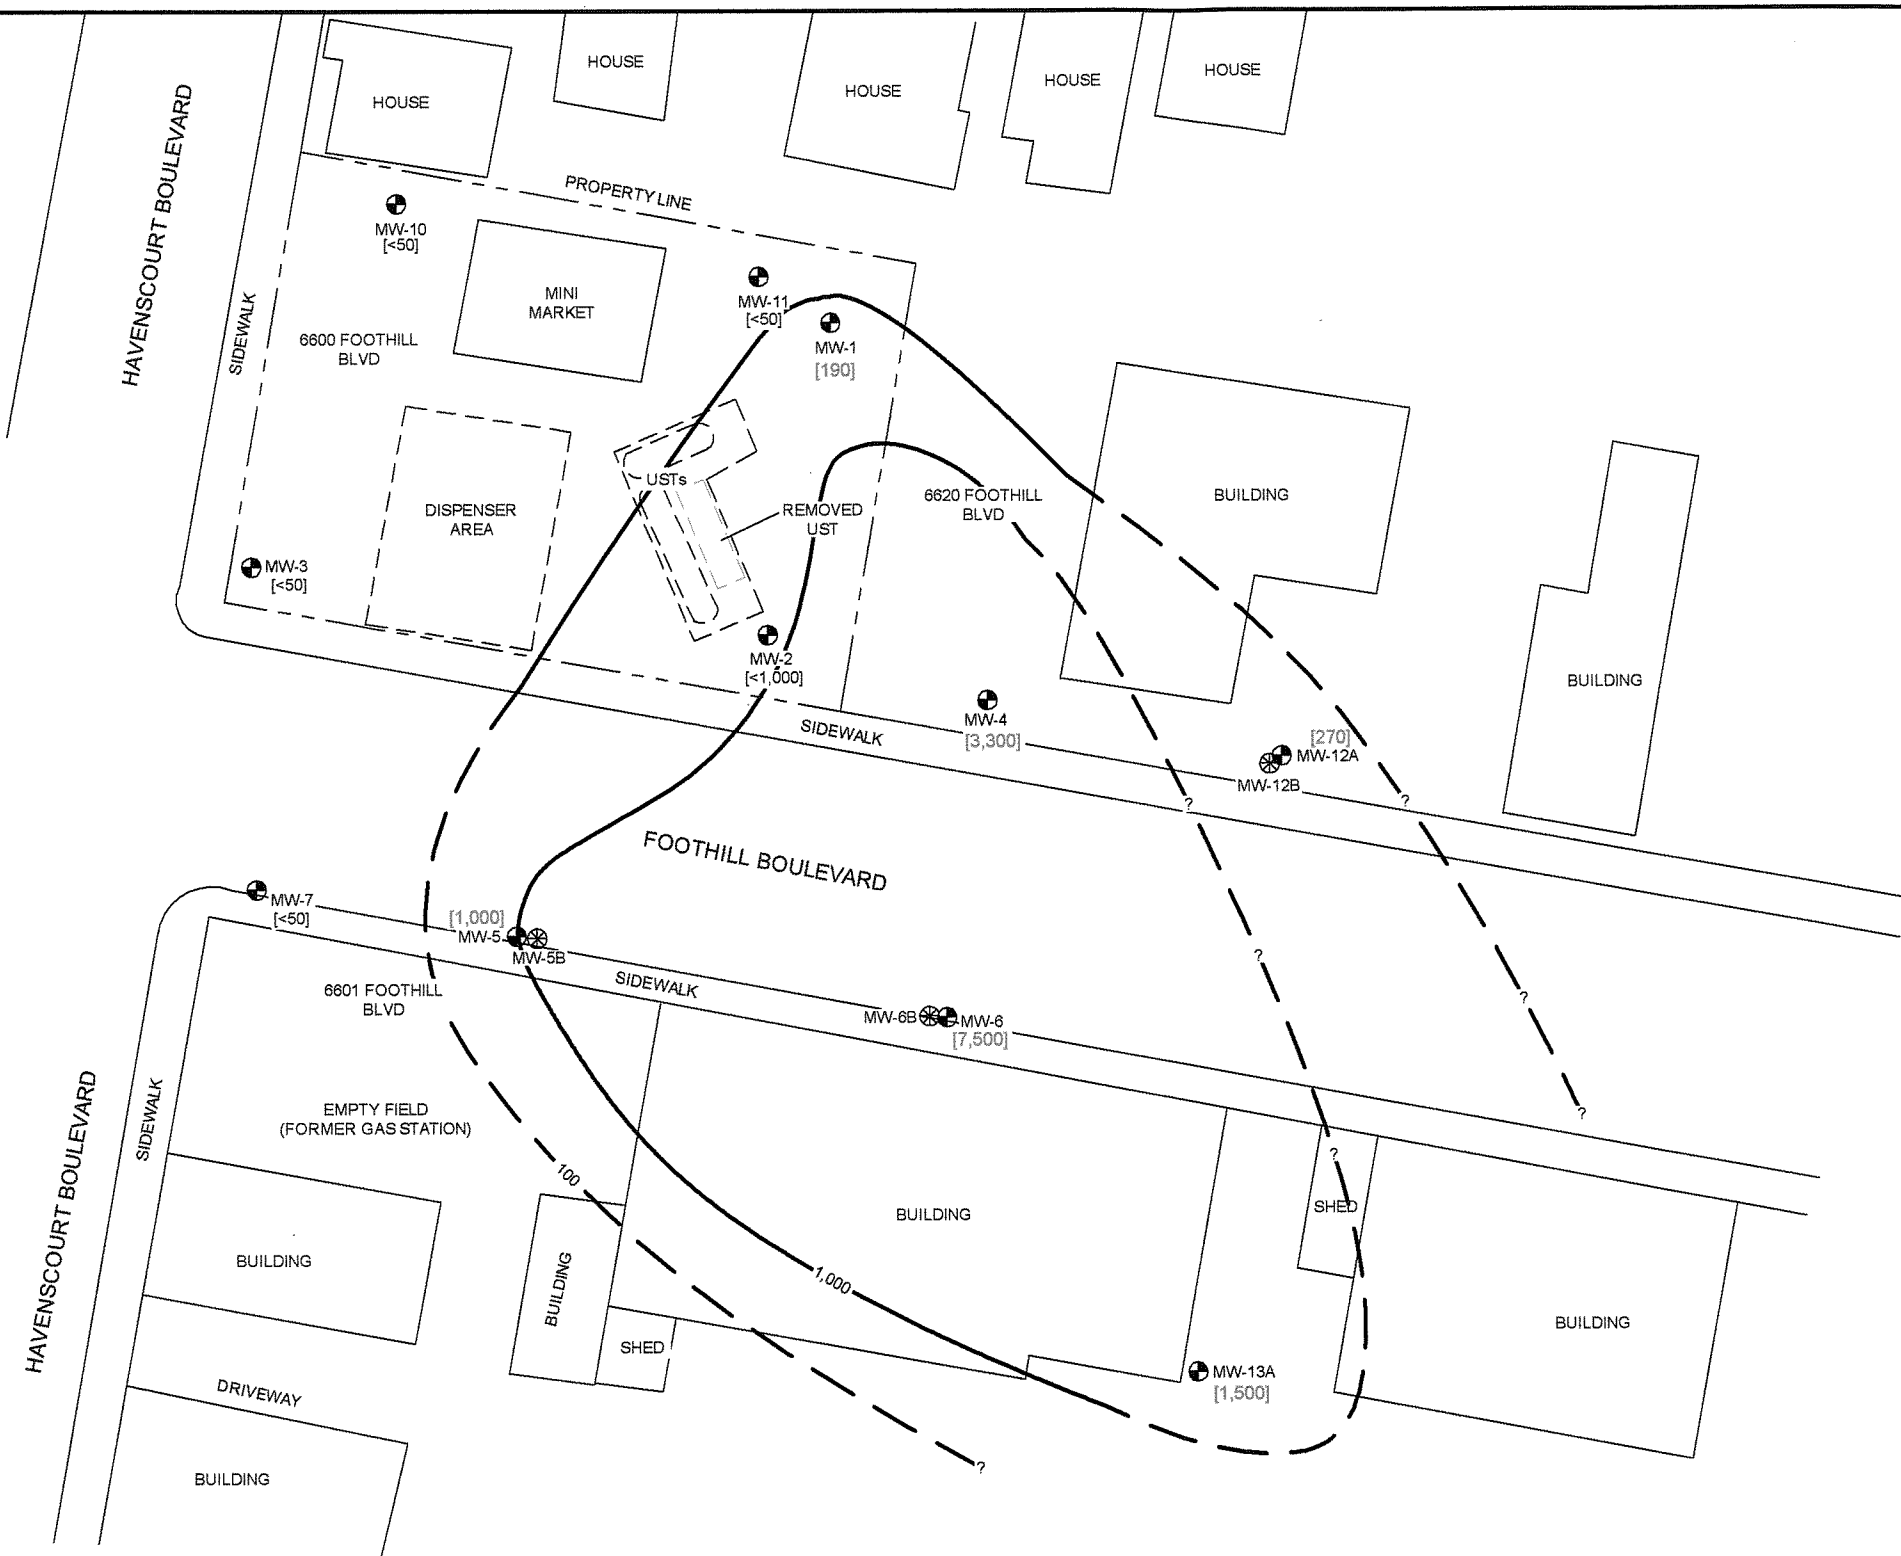 HOUSE
HOUSE
HOUSE
HOUSE
HOUSE
HAVENSCOURT BOULEVARD
SIDEWALK
PROPERTY LINE
MW-10
[<50]
MINI
MARKET
MW-11
[<50]
MW-1
[190]
6600 FOOTHILL
BLVD
USTs
REMOVED
UST
DISPENSER
AREA
6620 FOOTHILL
BLVD
BUILDING
MW-3
[<50]
MW-2
[<1,000]
BUILDING
SIDEWALK
MW-4
[3,300]
[270]
MW-12A
MW-12B
?
?
FOOTHILL BOULEVARD
MW-7
[<50]
[1,000]
MW-5
MW-5B
?
SIDEWALK
6601 FOOTHILL
BLVD
?
MW-6B
MW-6
[7,500]
HAVENSCOURT BOULEVARD
SIDEWALK
EMPTY FIELD
(FORMER GAS STATION)
?
100
?
BUILDING
SHED
BUILDING
BUILDING
1,000
BUILDING
SHED
MW-13A
[1,500]
DRIVEWAY
BUILDING
?